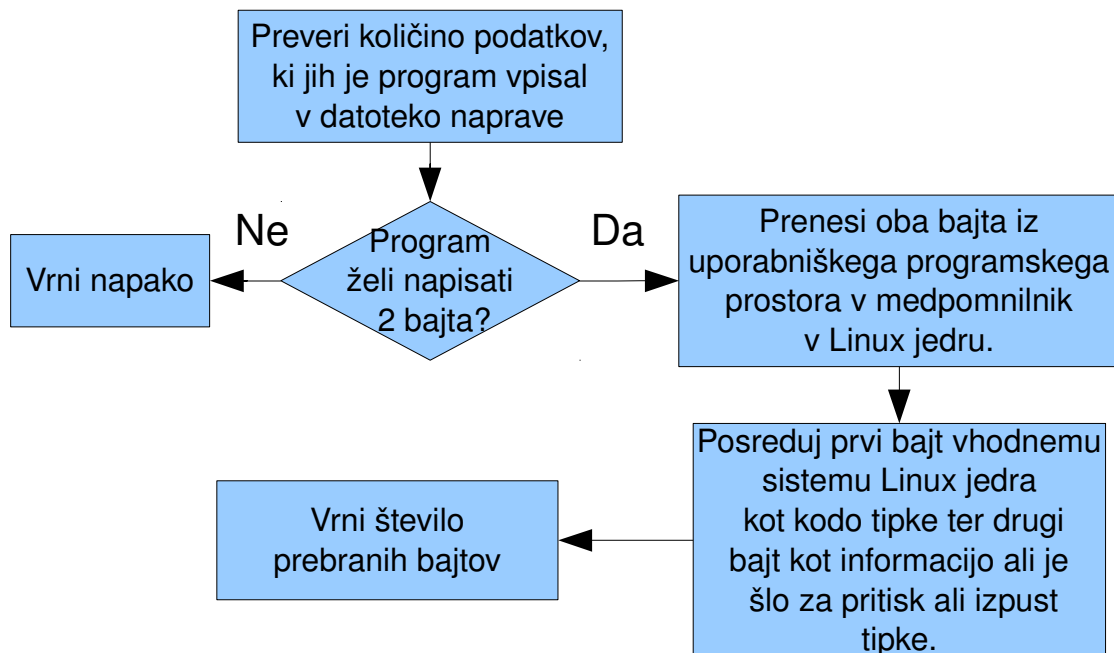 Preveri količino podatkov,
ki jih je program vpisal
v datoteko naprave
Ne
Program
želi napisati
2 bajta?
Da
Vrni napako
Prenesi oba bajta iz
uporabniškega programskega
prostora v medpomnilnik
v Linux jedru.
Posreduj prvi bajt vhodnemu
sistemu Linux jedra
kot kodo tipke ter drugi
bajt kot informacijo ali je
šlo za pritisk ali izpust
tipke.
Vrni število
prebranih bajtov